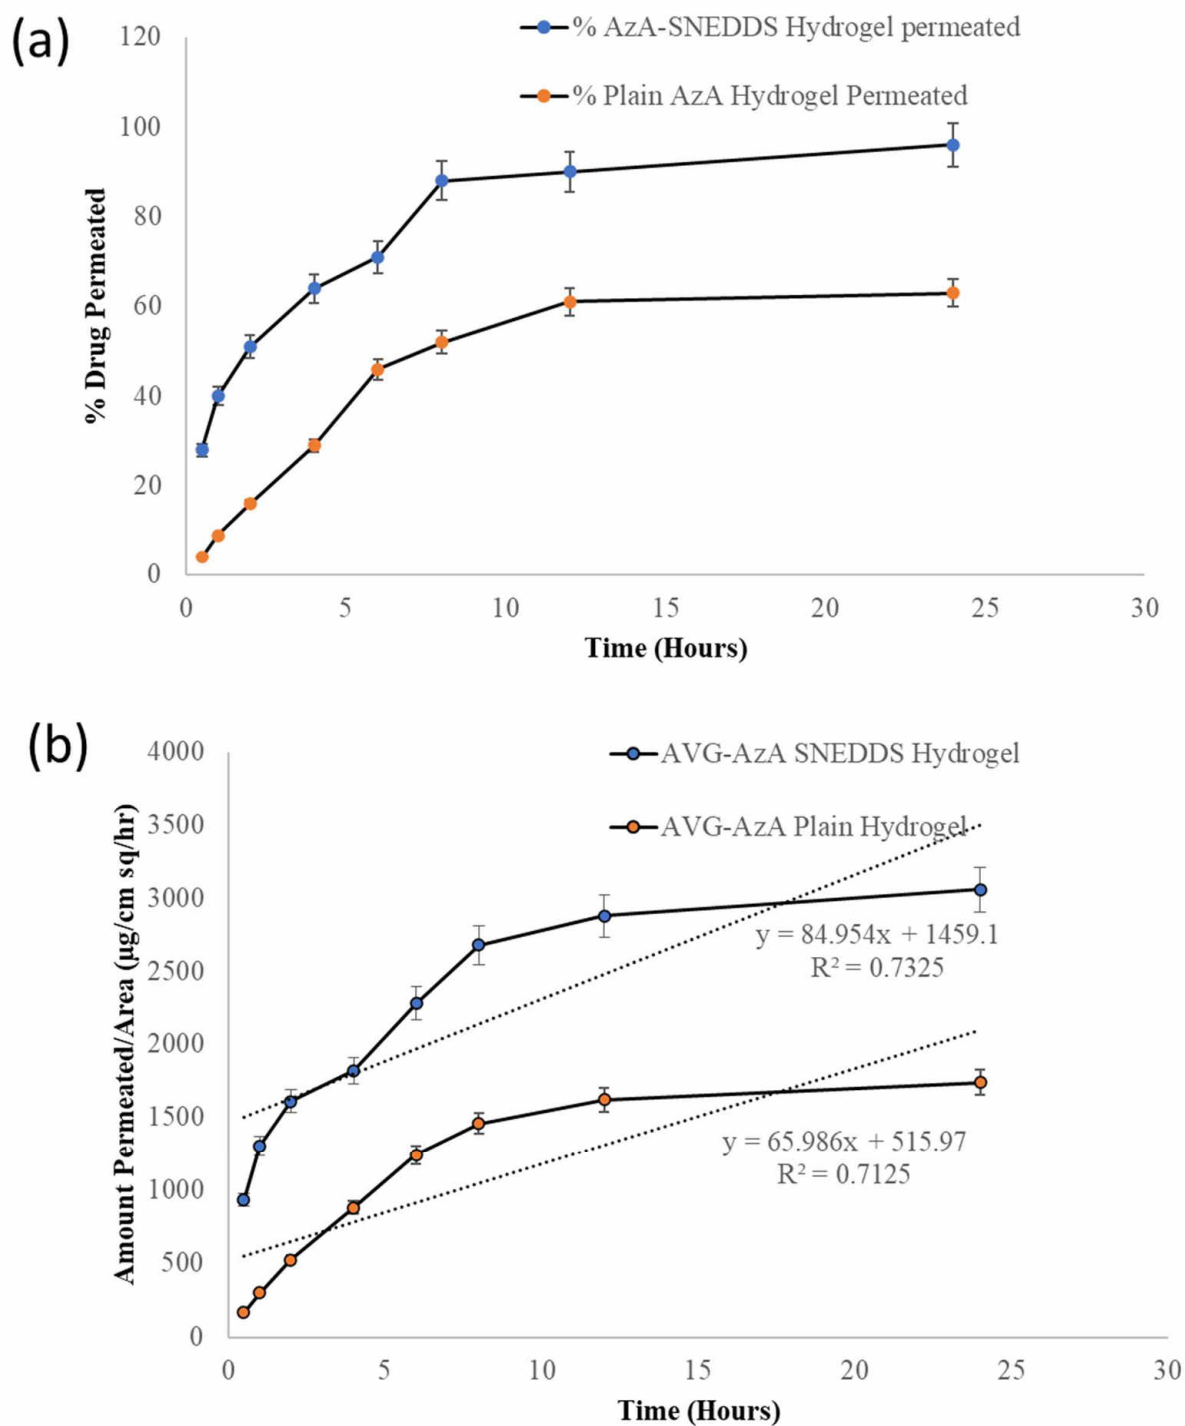 (a)
% AzA-SNEDDS Hydrogel permeated
% Plain AzA Hydrogel Permeated
% Drug Permeated
120
100
80
60
40
20
0
0 5 10 15 20 25 30
Time (Hours)
(b)
AVG-AzA SNEDDS Hydrogel
AVG-AzA Plain Hydrogel
Amount Permeated/Area (µg/cm sq/hr)
4000
3500
3000
2500
2000
1500
1000
500
0
y = 84.954x + 1459.1
R² = 0.7325
y = 65.986x + 515.97
R² = 0.7125
0 5 10 15 20 25 30
Time (Hours)